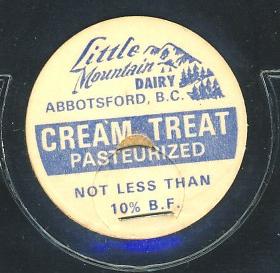 Little
Mountain
DAIRY
ABBOTSFORD, B.C.
CREAM TREAT
PASTEURIZED
NOT LESS THAN
10% B.F.